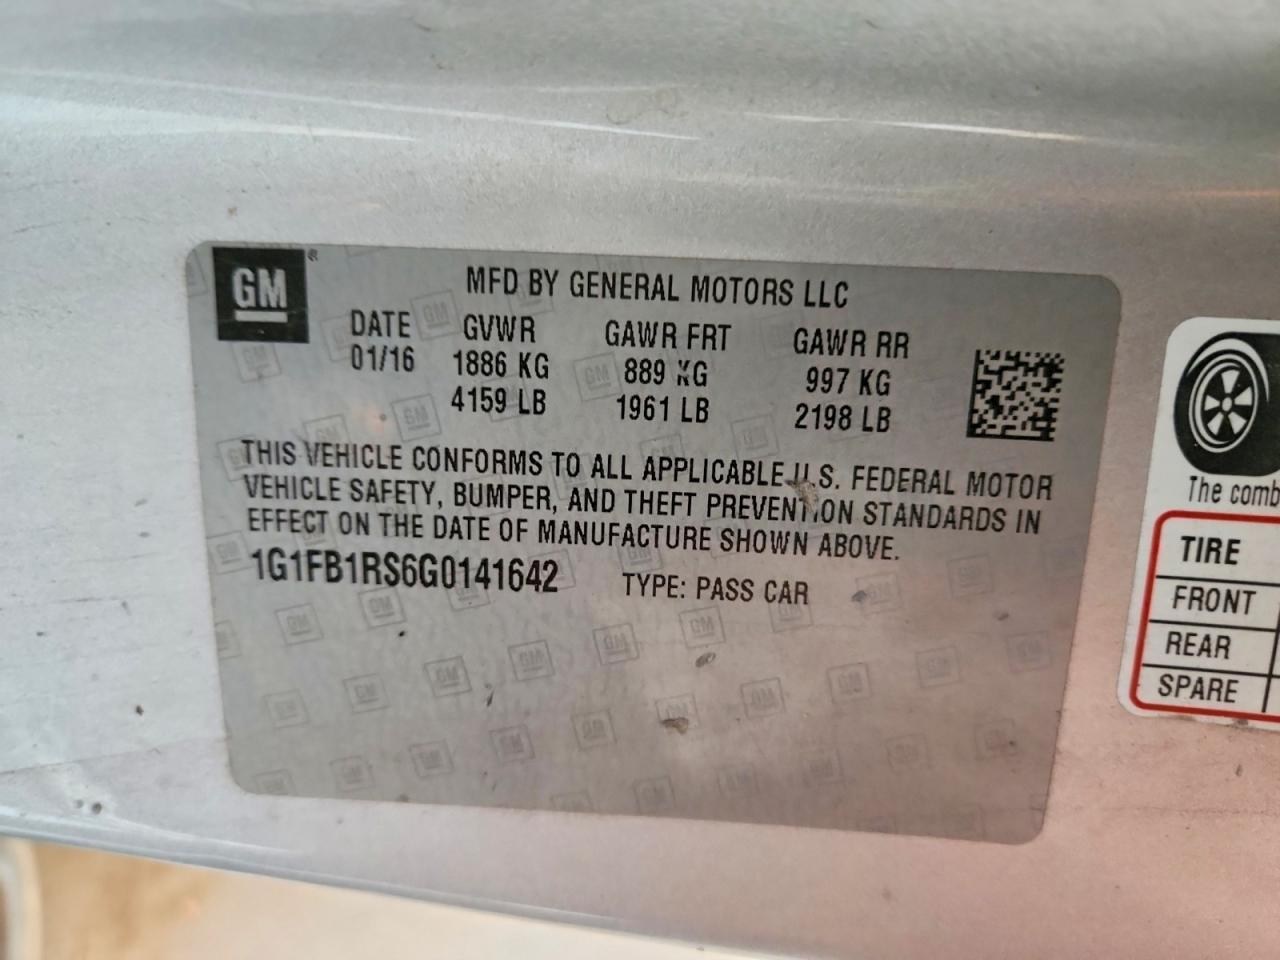 GM®
MFD BY GENERAL MOTORS LLC
DATE GVWR GAWR FRT GAWR RR
01/16 1886 KG 889 KG 997 KG
4159 LB 1961 LB 2198 LB
THIS VEHICLE CONFORMS TO ALL APPLICABLE U.S. FEDERAL MOTOR
VEHICLE SAFETY, BUMPER, AND THEFT PREVENTION STANDARDS IN
EFFECT ON THE DATE OF MANUFACTURE SHOWN ABOVE.
1G1FB1RS6G0141642 TYPE: PASS CAR
The comb
TIRE
FRONT
REAR
SPARE